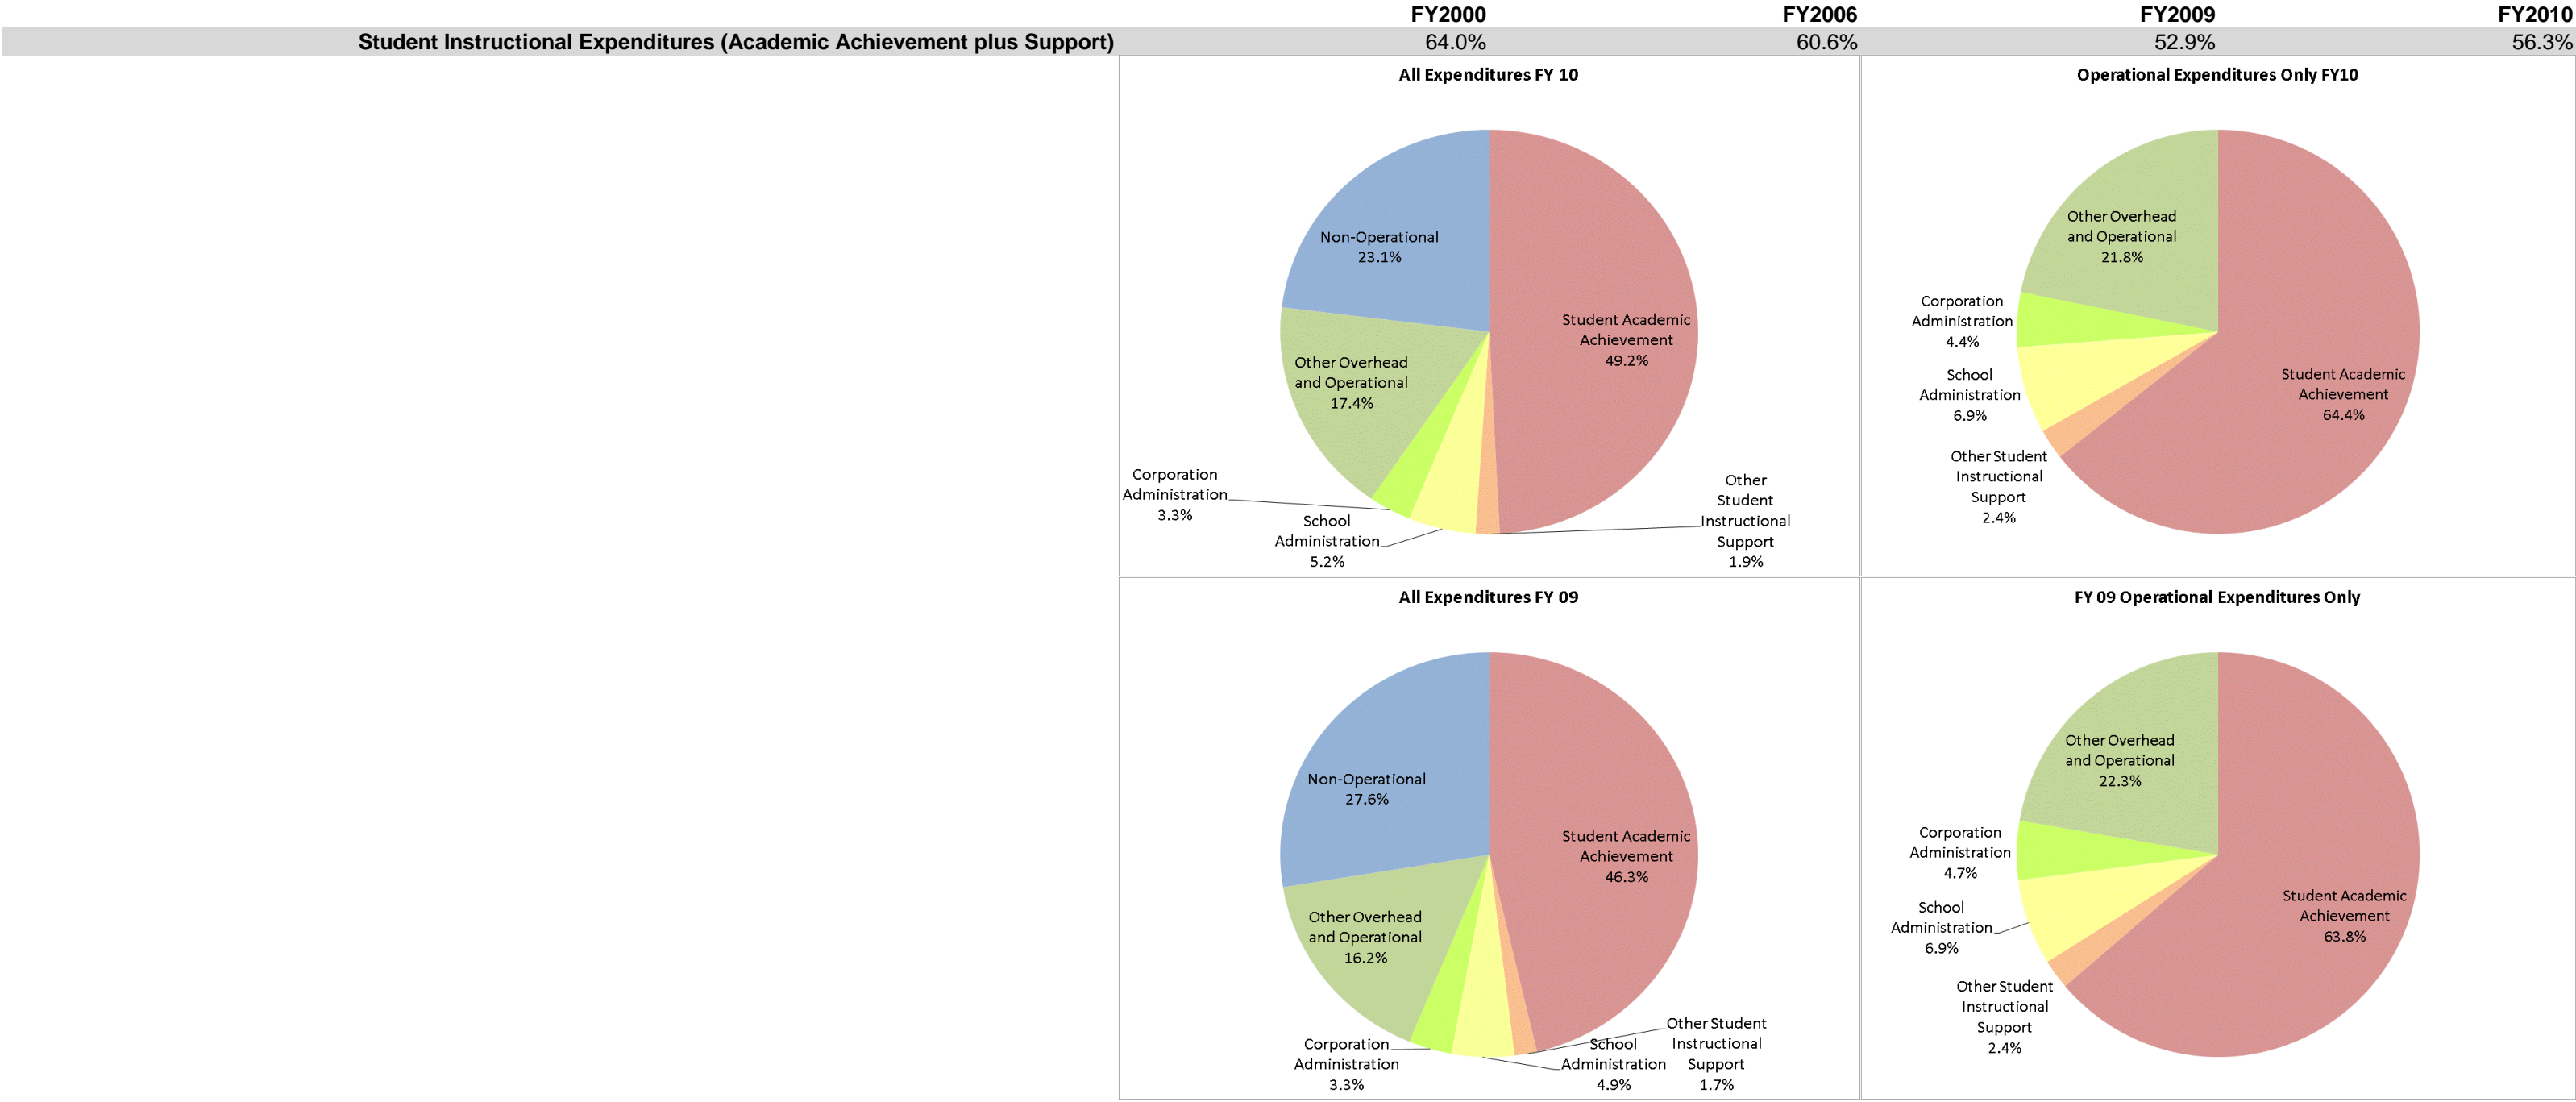 FY2000 FY2006 FY2009 FY2010
Student Instructional Expenditures (Academic Achievement plus Support) 64.0% 60.6% 52.9% 56.3%
All Expenditures FY 10
Non-Operational
23.1%
Student Academic
Achievement
49.2%
Other Overhead
and Operational
17.4%
Corporation
Administration
3.3%
School
Administration
5.2%
Other
Student
Instructional
Support
1.9%
Operational Expenditures Only FY10
Other Overhead
and Operational
21.8%
Corporation
Administration
4.4%
School
Administration
6.9%
Other Student
Instructional
Support
2.4%
Student Academic
Achievement
64.4%
All Expenditures FY 09
Non-Operational
27.6%
Student Academic
Achievement
46.3%
Other Overhead
and Operational
16.2%
Corporation
Administration
3.3%
School
Administration
4.9%
Other Student
Instructional
Support
1.7%
FY 09 Operational Expenditures Only
Other Overhead
and Operational
22.3%
Corporation
Administration
4.7%
School
Administration
6.9%
Other Student
Instructional
Support
2.4%
Student Academic
Achievement
63.8%